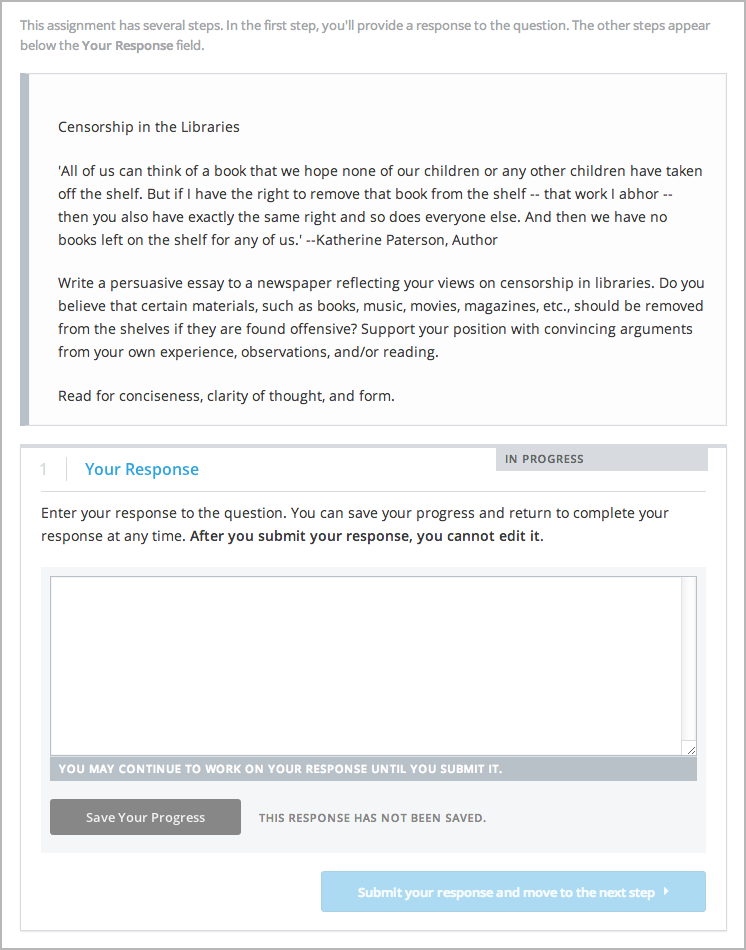 This assignment has several steps. In the first step, you'll provide a response to the question. The other steps appear
below the Your Response field.
Censorship in the Libraries
'All of us can think of a book that we hope none of our children or any other children have taken
off the shelf. But if I have the right to remove that book from the shelf -- that work I abhor --
then you also have exactly the same right and so does everyone else. And then we have no
books left on the shelf for any of us.' --Katherine Paterson, Author
Write a persuasive essay to a newspaper reflecting your views on censorship in libraries. Do you
believe that certain materials, such as books, music, movies, magazines, etc., should be removed
from the shelves if they are found offensive? Support your position with convincing arguments
from your own experience, observations, and/or reading.
Read for conciseness, clarity of thought, and form.
IN PROGRESS
1 Your Response
Enter your response to the question. You can save your progress and return to complete your
response at any time. After you submit your response, you cannot edit it.
YOU MAY CONTINUE TO WORK ON YOUR RESPONSE UNTIL YOU SUBMIT IT.
Save Your Progress THIS RESPONSE HAS NOT BEEN SAVED.
Submit your response and move to the next step